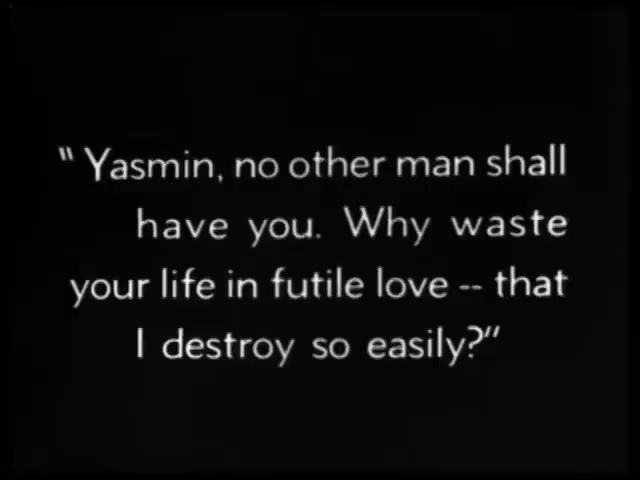 "Yasmin, no other man shall
have you. Why waste
your life in futile love -- that
I destroy so easily?"